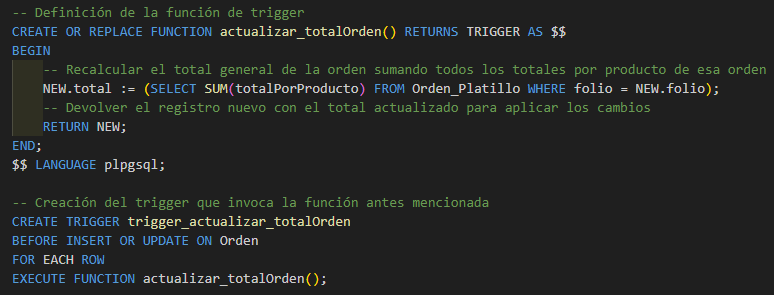 -- Definición de la función de trigger
CREATE OR REPLACE FUNCTION actualizar_totalOrden() RETURNS TRIGGER AS $$
BEGIN
    -- Recalcular el total general de la orden sumando todos los totales por producto de esa orden
    NEW.total := (SELECT SUM(totalPorProducto) FROM Orden_Platillo WHERE folio = NEW.folio);
    -- Devolver el registro nuevo con el total actualizado para aplicar los cambios
    RETURN NEW;
END;
$$ LANGUAGE plpgsql;

-- Creación del trigger que invoca la función antes mencionada
CREATE TRIGGER trigger_actualizar_totalOrden
BEFORE INSERT OR UPDATE ON Orden
FOR EACH ROW
EXECUTE FUNCTION actualizar_totalOrden();